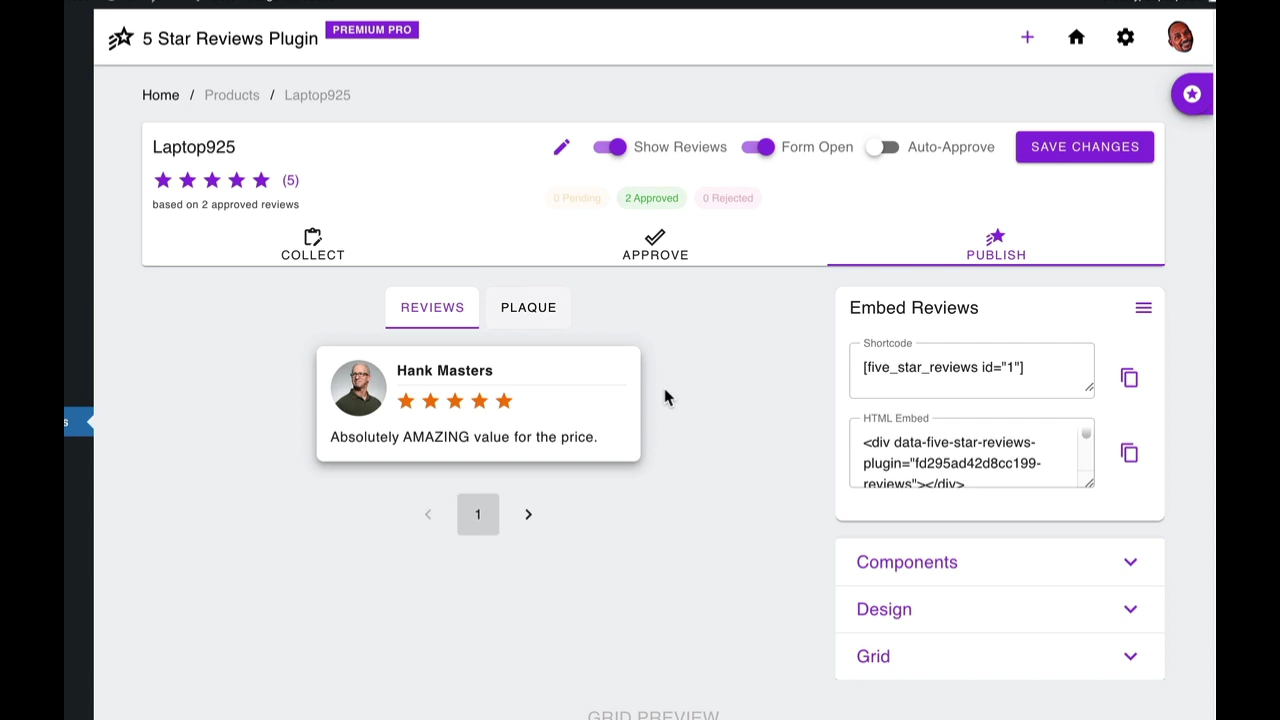 5 Star Reviews Plugin PREMIUM PRO
Home / Products / Laptop925
Laptop925
Show Reviews
Form Open
Auto-Approve
SAVE CHANGES
(5)
based on 2 approved reviews
0 Pending
2 Approved
0 Rejected
COLLECT
APPROVE
PUBLISH
REVIEWS
PLAQUE
Hank Masters
Absolutely AMAZING value for the price.
1
Embed Reviews
Shortcode
[five_star_reviews id="1"]
HTML Embed
<div data-five-star-reviews-
plugin="fd295ad42d8cc199-
reviews"></div>
Components
Design
Grid
GRID PREVIEW
s